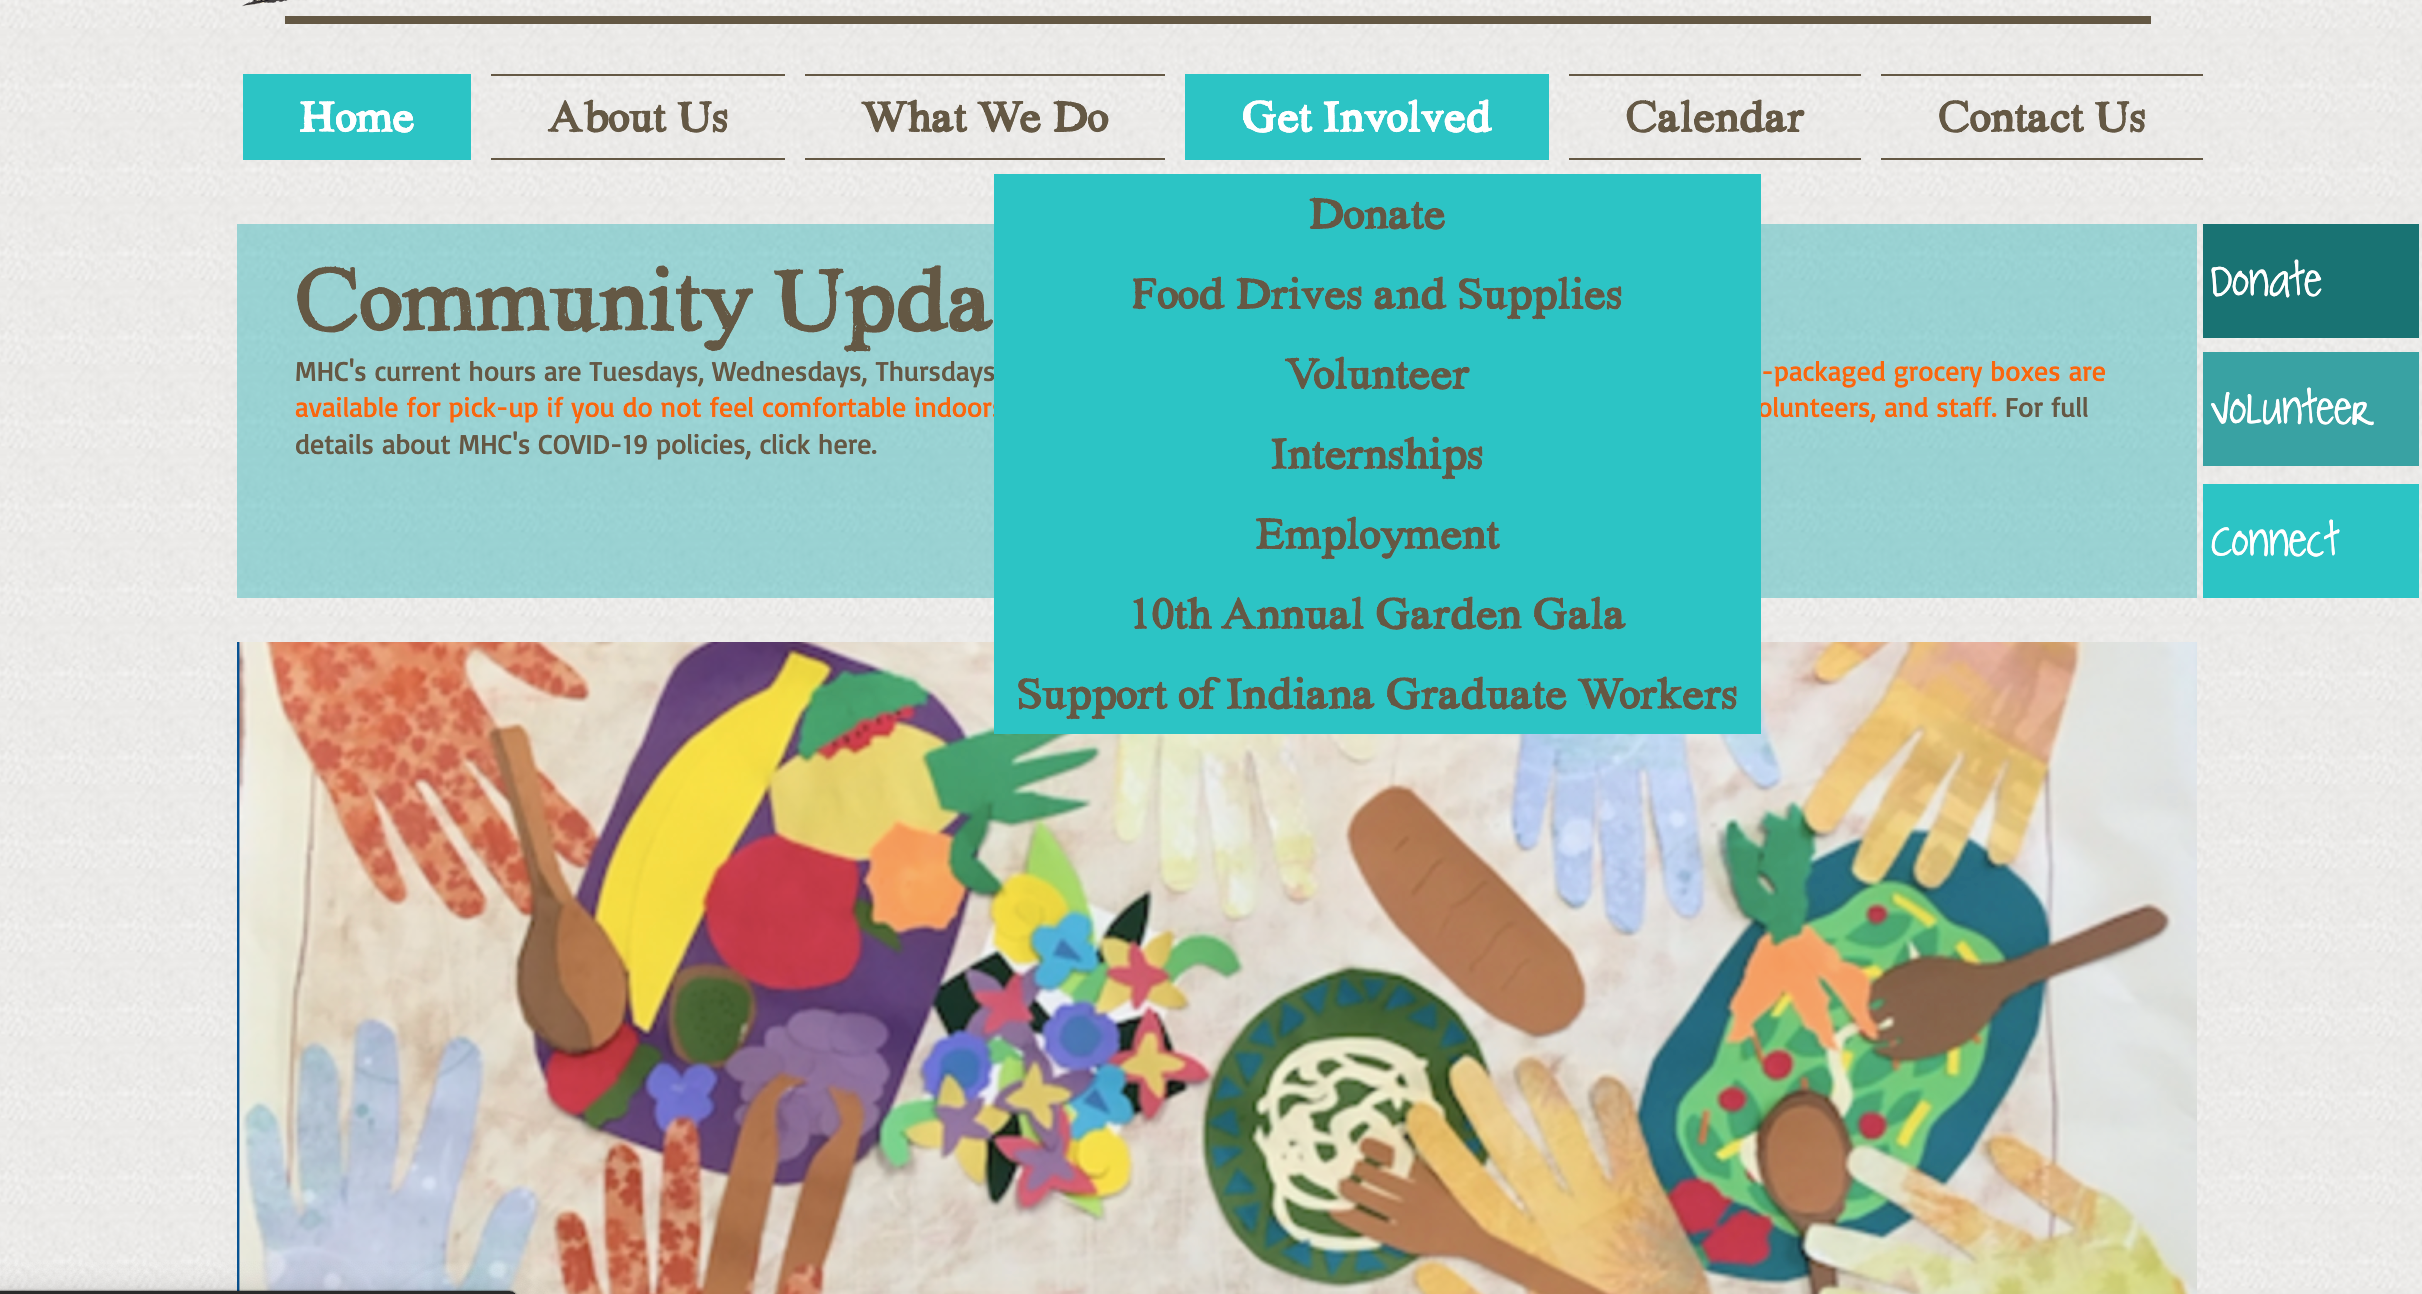 Home
About Us
What We Do
Get Involved
Calendar
Contact Us
Donate
Food Drives and Supplies
Volunteer
Internships
Employment
10th Annual Garden Gala
Support of Indiana Graduate Workers
Community Upda
MHC's current hours are Tuesdays, Wednesdays, Thursdays -packaged grocery boxes are
available for pick-up if you do not feel comfortable indoor olunteers, and staff. For full
details about MHC's COVID-19 policies, click here.
Donate
Volunteer
Connect